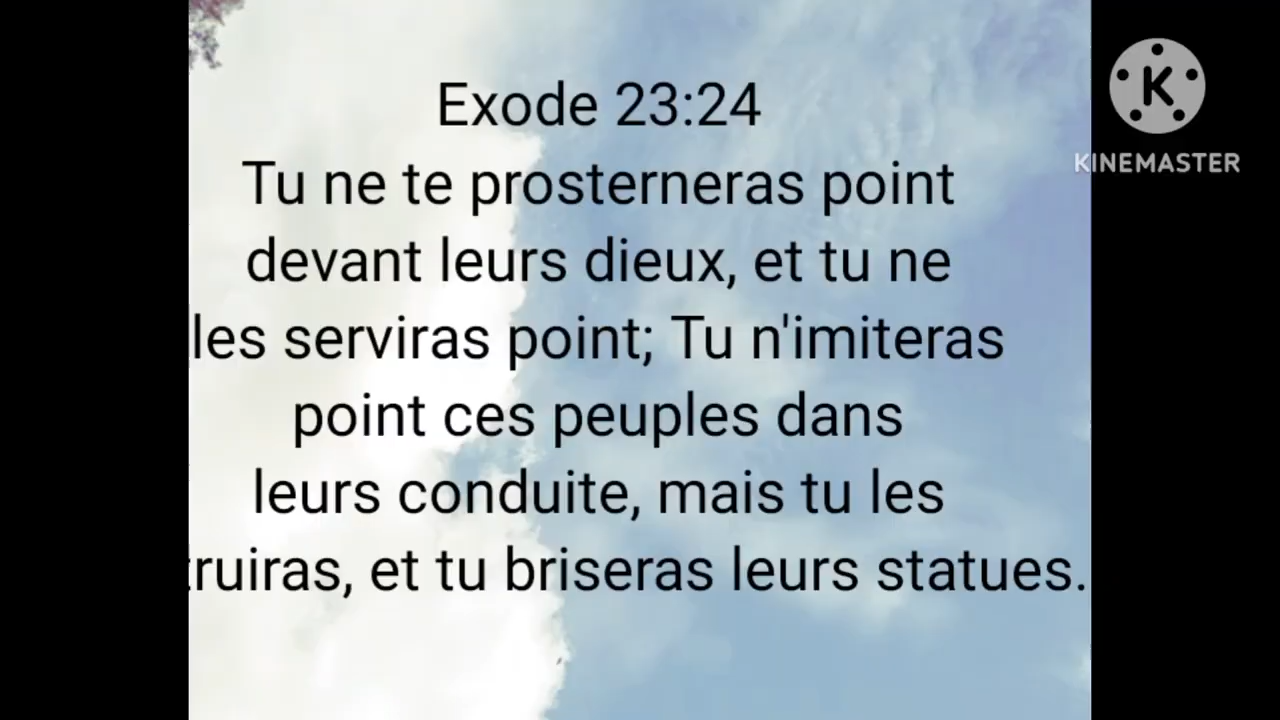 Exode 23:24
Tu ne te prosterneras point
devant leurs dieux, et tu ne
les serviras point; Tu n'imiteras
point ces peuples dans
leurs conduite, mais tu les
et tu briseras leurs statues.
K
KINEMASTER